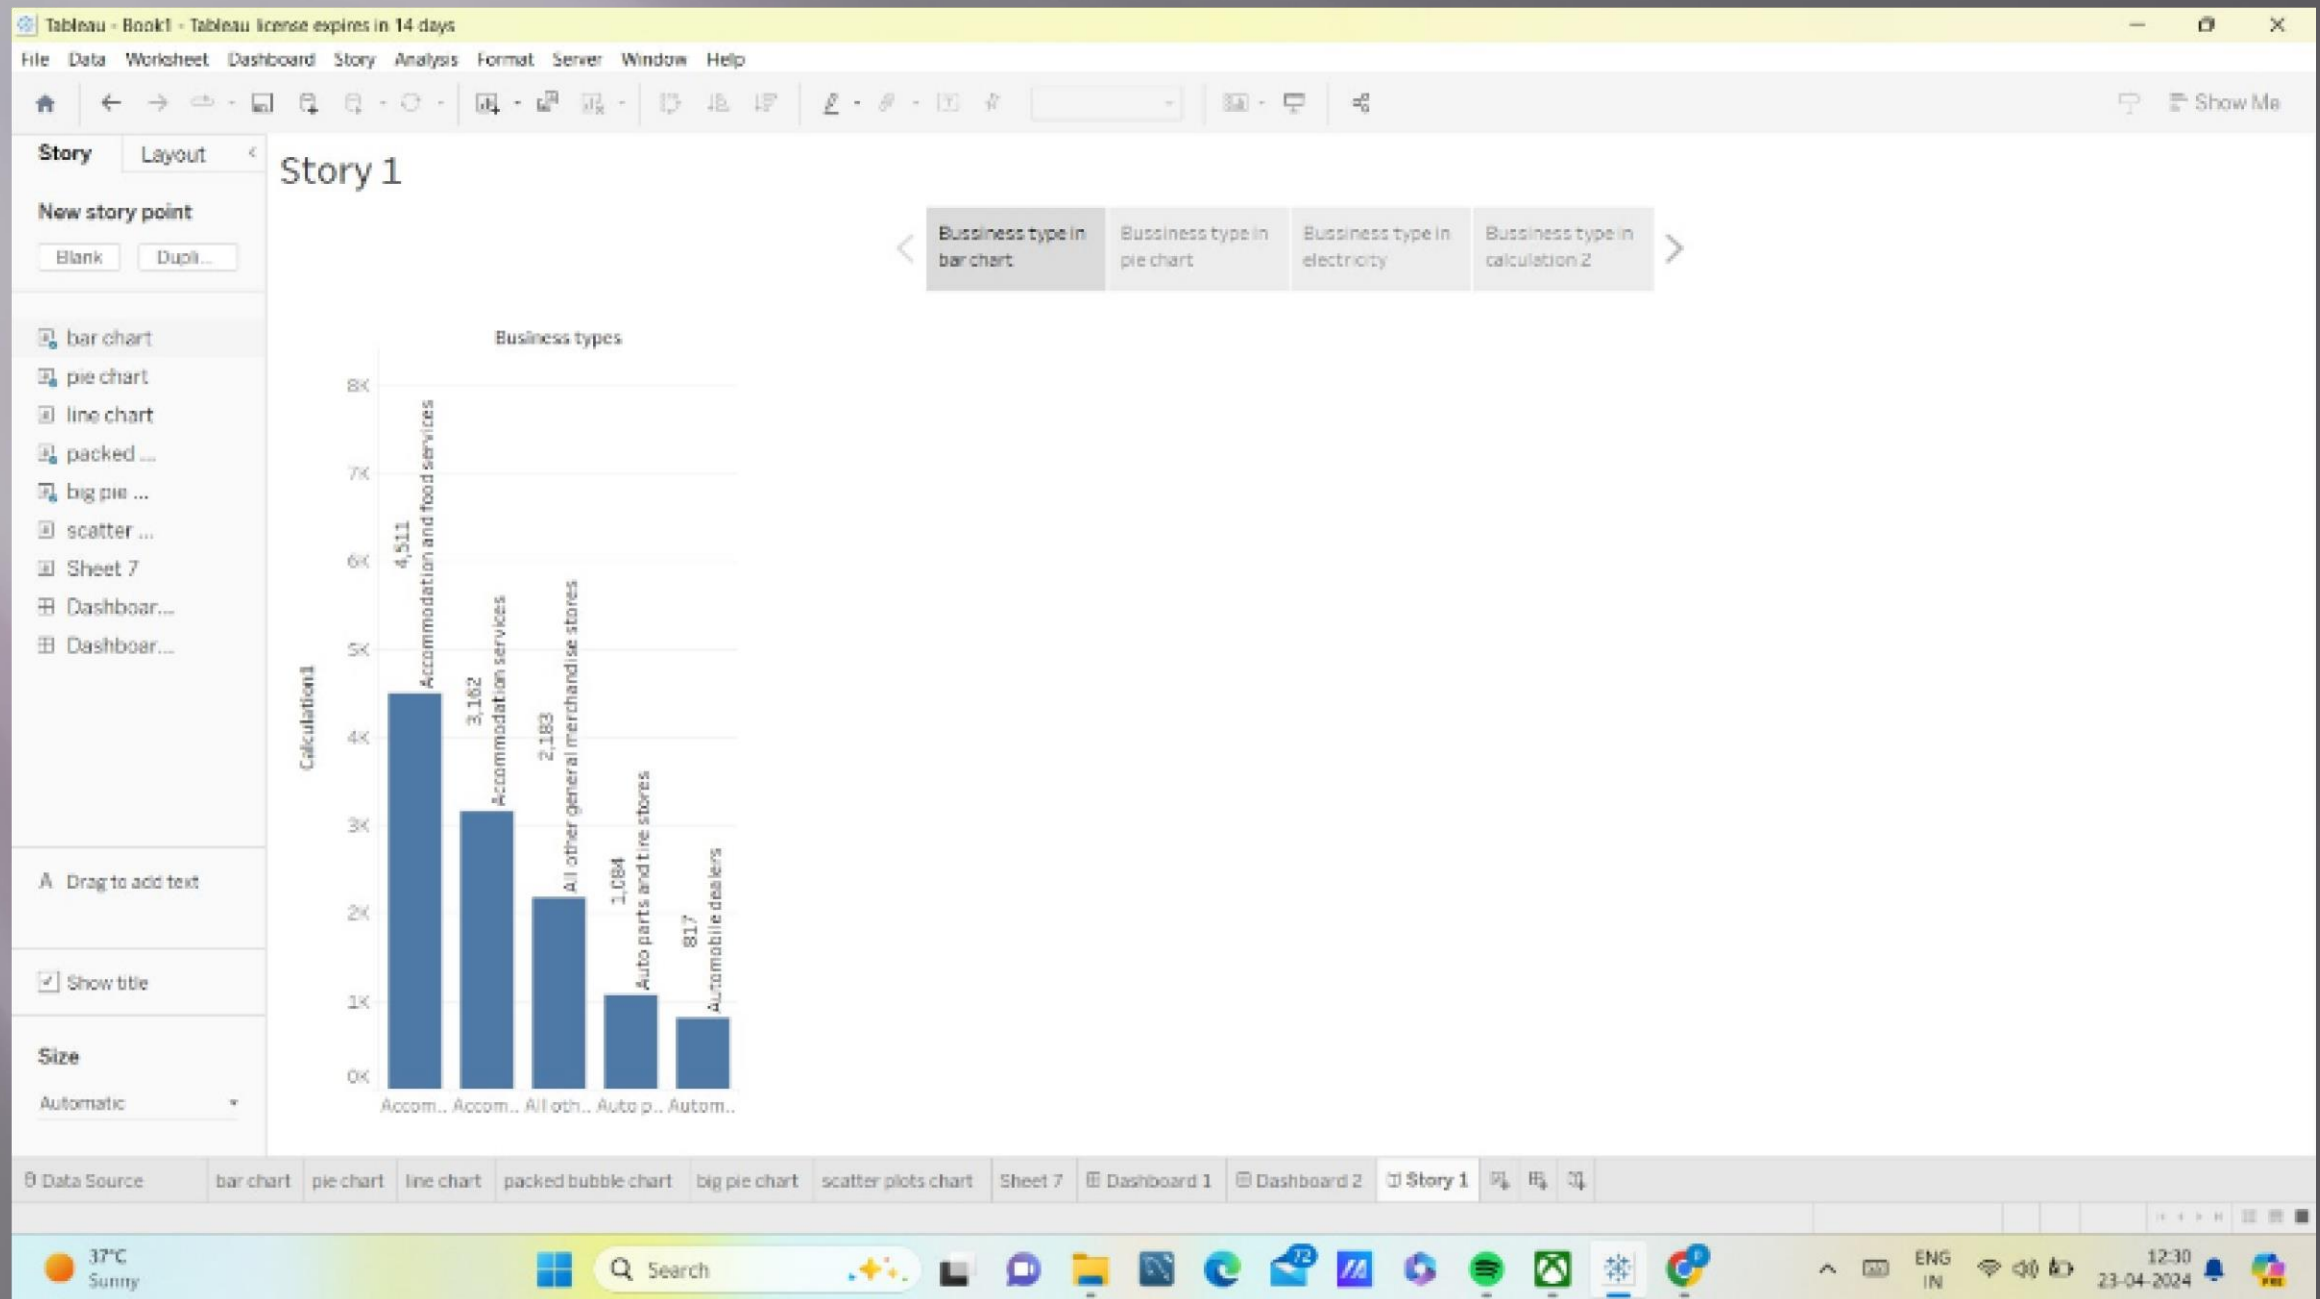 Tableau - Book1 - Tableau license expires in 14 days
File Data Worksheet Dashboard Story Analysis Format Server Window Help
Show Me
Story Layout
Story 1
New story point
Blank Dupli...
Bussiness type in
bar chart
Bussiness type in
pie chart
Bussiness type in
electricity
Bussiness type in
calculation 2
bar chart
pie chart
line chart
packed ...
big pie ...
scatter ...
Sheet 7
Dashboar...
Dashboar...
A Drag to add text
Show title
Size
Automatic
Business types
Calculation1
8K
7K
6K
5K
4K
3K
2K
1K
0K
4,511
Accommodation and food services
3,162
Accommodation services
2,183
All other general merchandise stores
1,084
Auto parts and tire stores
817
Automobile dealers
Accom.. Accom.. All oth.. Auto p.. Autom..
Data Source bar chart pie chart line chart packed bubble chart big pie chart scatter plots chart Sheet 7 Dashboard 1 Dashboard 2 Story 1
37°C
Sunny
Search
72
ENG
IN
12:30
23-04-2024
PRE